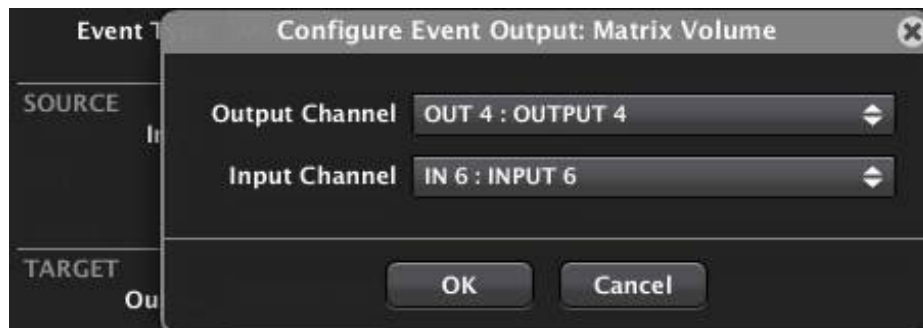 Event
Configure Event Output: Matrix Volume
SOURCE
Output Channel OUT 4 : OUTPUT 4
Input Channel IN 6 : INPUT 6
TARGET
OK Cancel